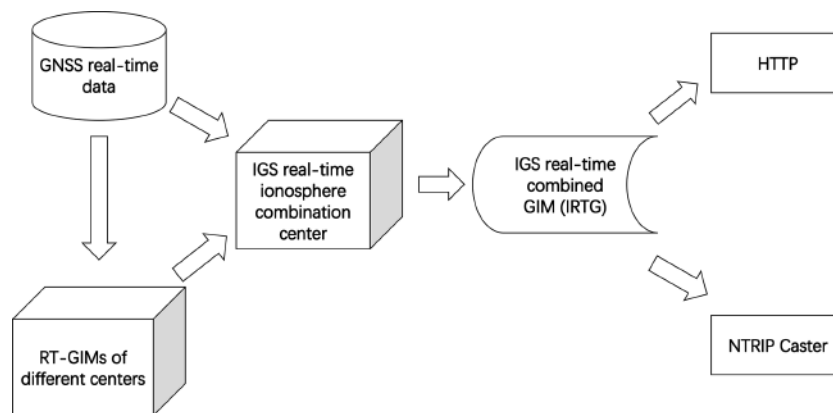 GNSS real-time
data
HTTP
IGS real-time
ionosphere
combination
center
IGS real-time
combined
GIM (IRTG)
RT-GIMs of
different centers
NTRIP Caster